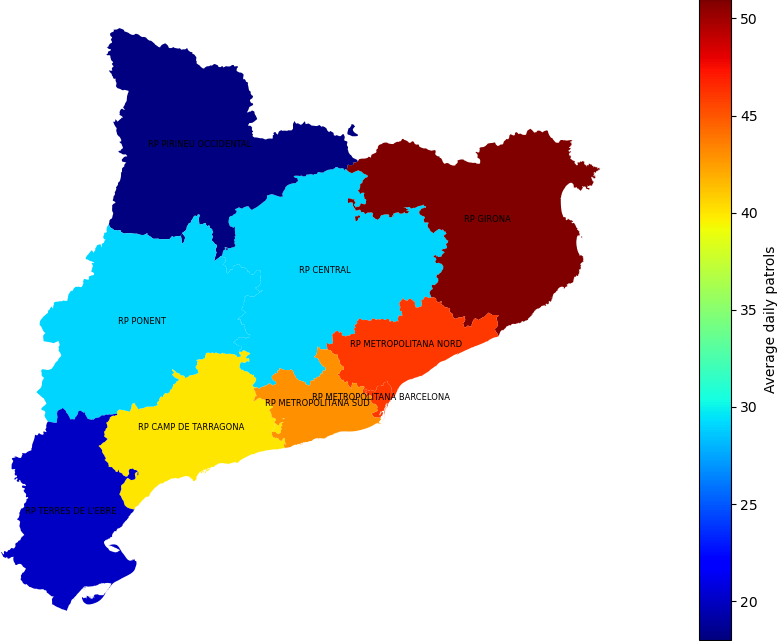 50
RP PIRINEU OCCIDENTAL
45
RP GIRONA
40
RP CENTRAL
RP PONENT
35
RP METROPOLITANA NORD
Average daily patrols
RP METROPOLITANA BARCELONA
RP METROPOLITANA SUD
30
RP CAMP DE TARRAGONA
25
RP TERRES DE L'EBRE
20